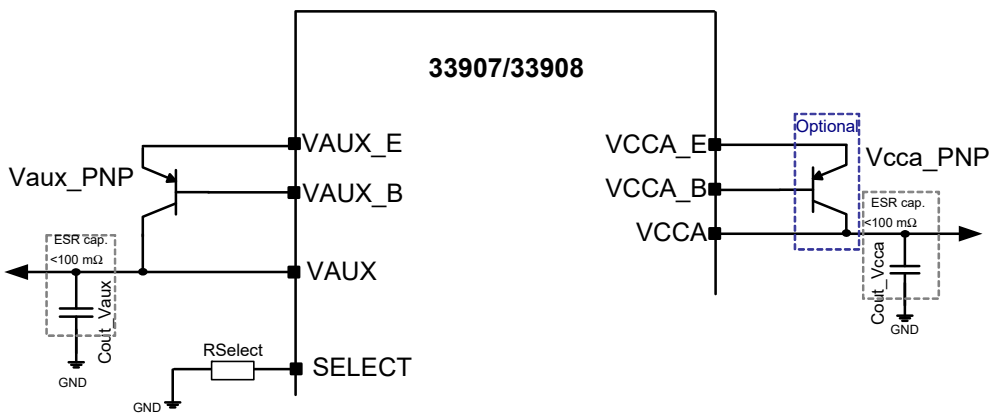 33907/33908
Optional
VAUX_E
VCCA_E
Vaux_PNP
Vcca_PNP
VAUX_B
VCCA_B
ESR cap.
<100 mΩ
VCCA
ESR cap.
<100 mΩ
VAUX
Cout_Vaux
Cout_Vcca
GND
RSelect
SELECT
GND
GND